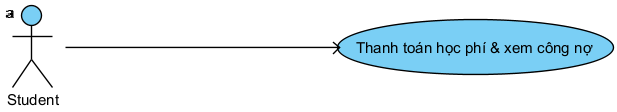 a
Thanh toán học phí & xem công nợ
Student